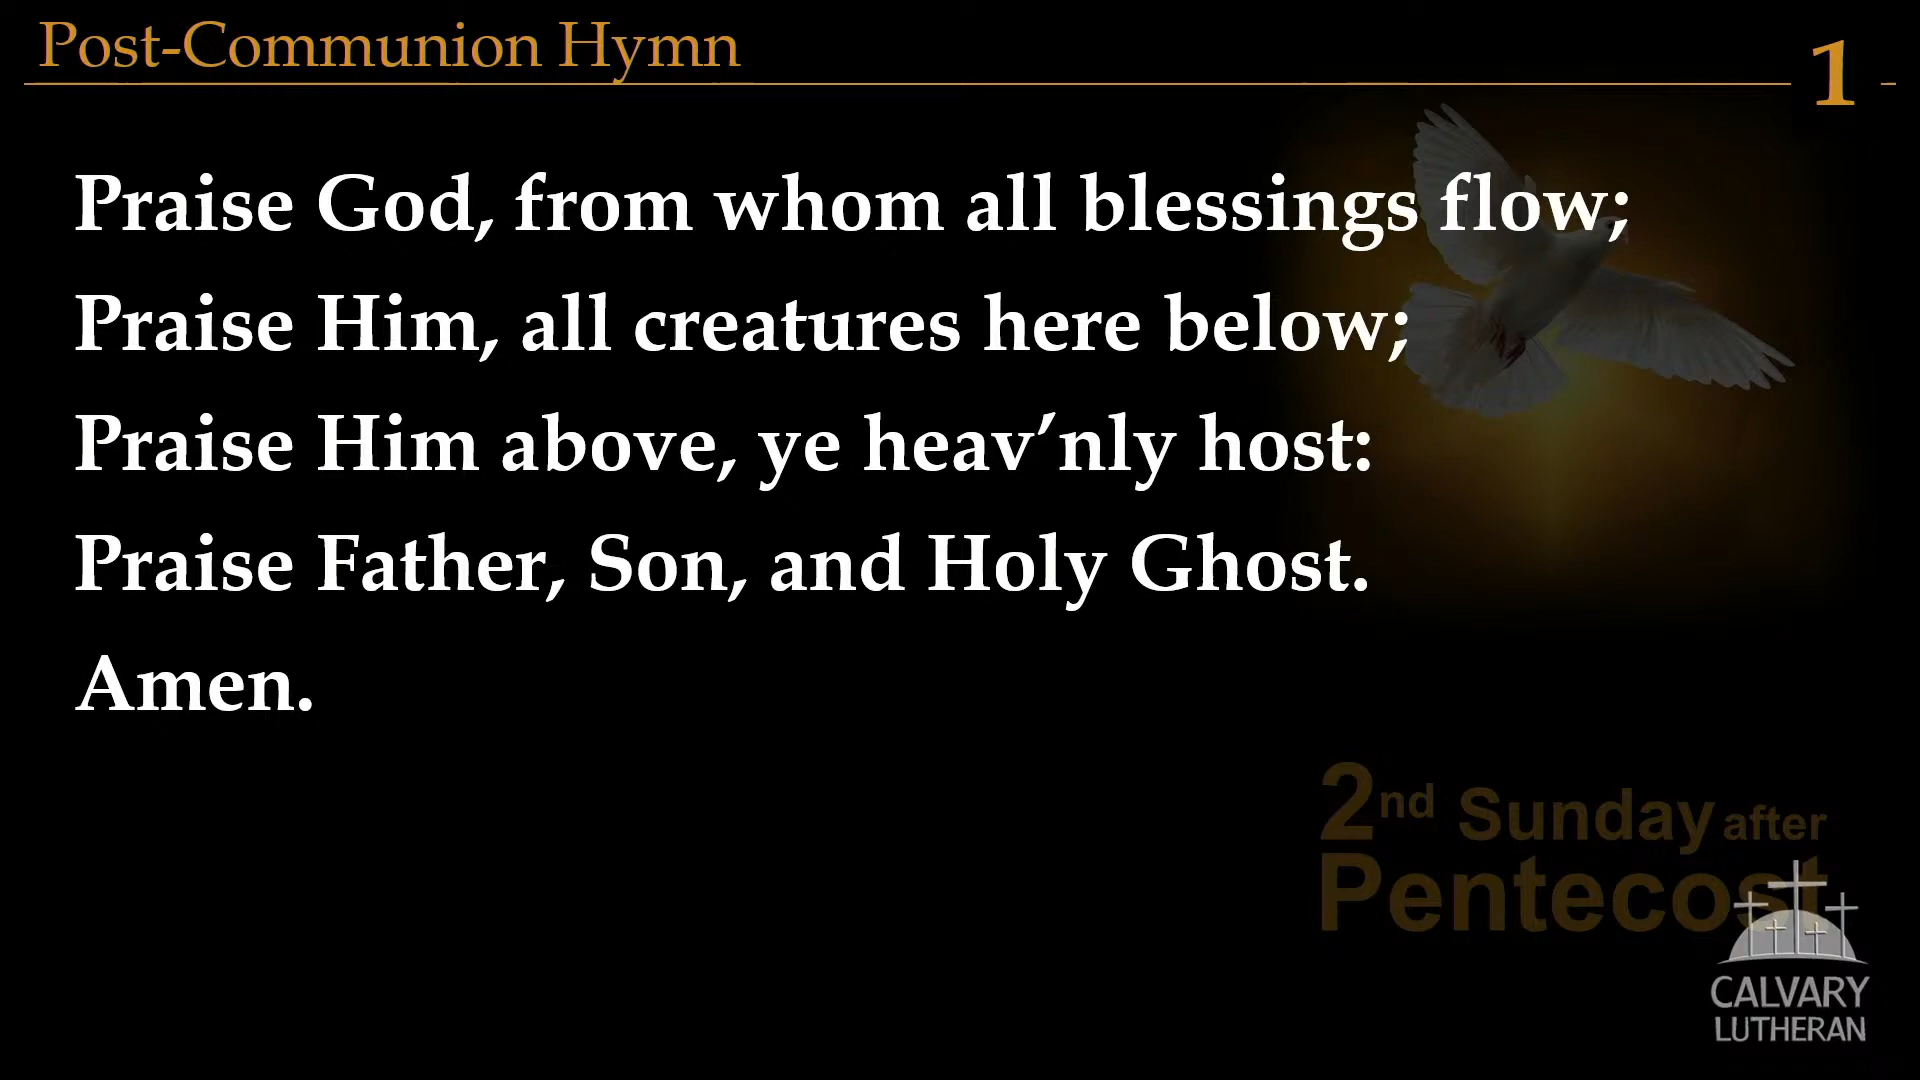 Post-Communion Hymn
1
Praise God, from whom all blessings flow;
Praise Him, all creatures here below;
Praise Him above, ye heav’nly host:
Praise Father, Son, and Holy Ghost.
Amen.
2nd Sunday after
Pentecost
CALVARY
LUTHERAN